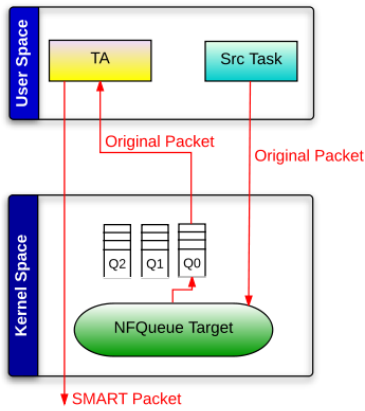 User Space
TA
Src Task
Original Packet
Original Packet
Kernel Space
Q2
Q1
Q0
NFQueue Target
SMART Packet